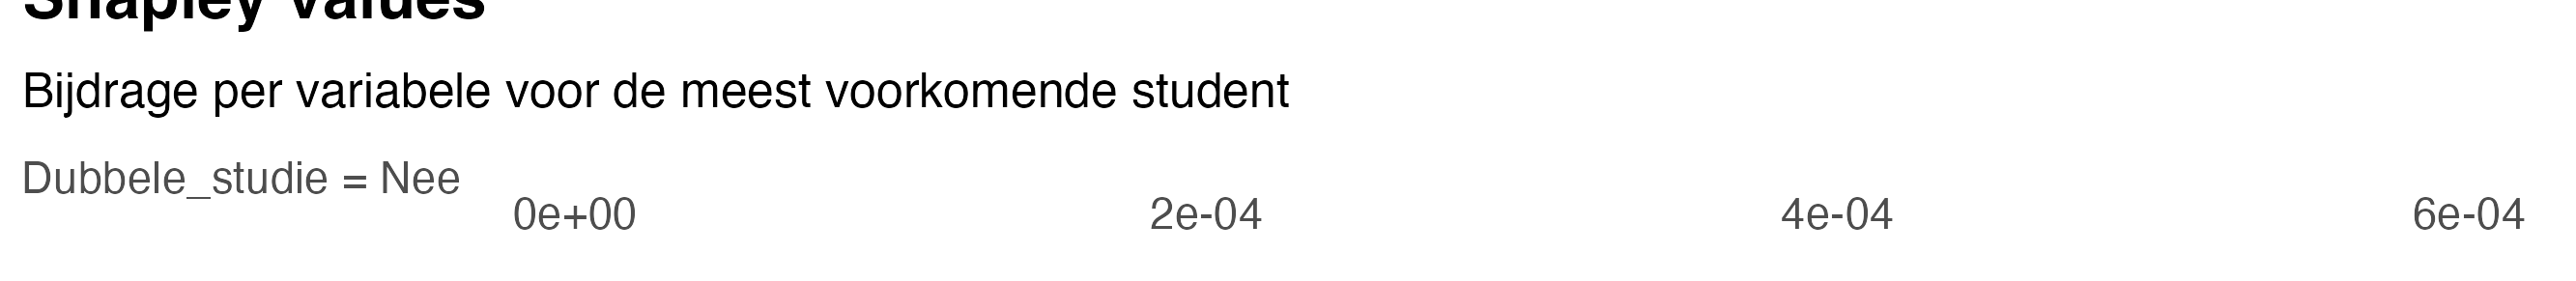 Shapley values
Bijdrage per variabele voor de meest voorkomende student
Dubbele_studie = Nee
0e+00 2e-04 4e-04 6e-04